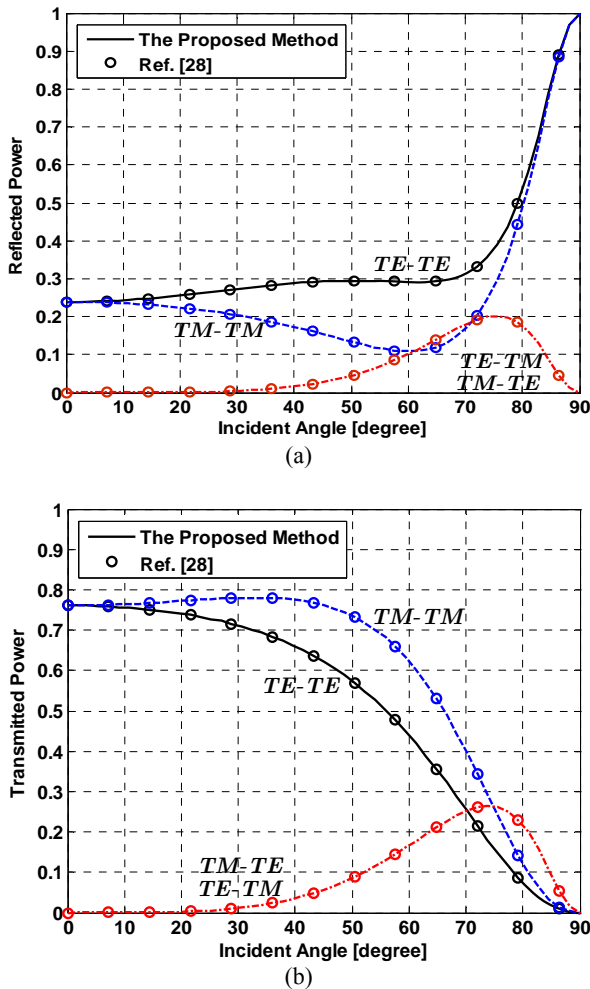 1
0.9
0.8
0.7
0.6
0.5
0.4
0.3
0.2
0.1
0
Reflected Power
The Proposed Method
Ref. [28]
TE-TE
TM-TM
TE-TM
TM-TE
0 10 20 30 40 50 60 70 80 90
Incident Angle [degree]
(a)
1
0.9
0.8
0.7
0.6
0.5
0.4
0.3
0.2
0.1
0
Transmitted Power
The Proposed Method
Ref. [28]
TM-TM
TE-TE
TM-TE
TE-TM
0 10 20 30 40 50 60 70 80 90
Incident Angle [degree]
(b)